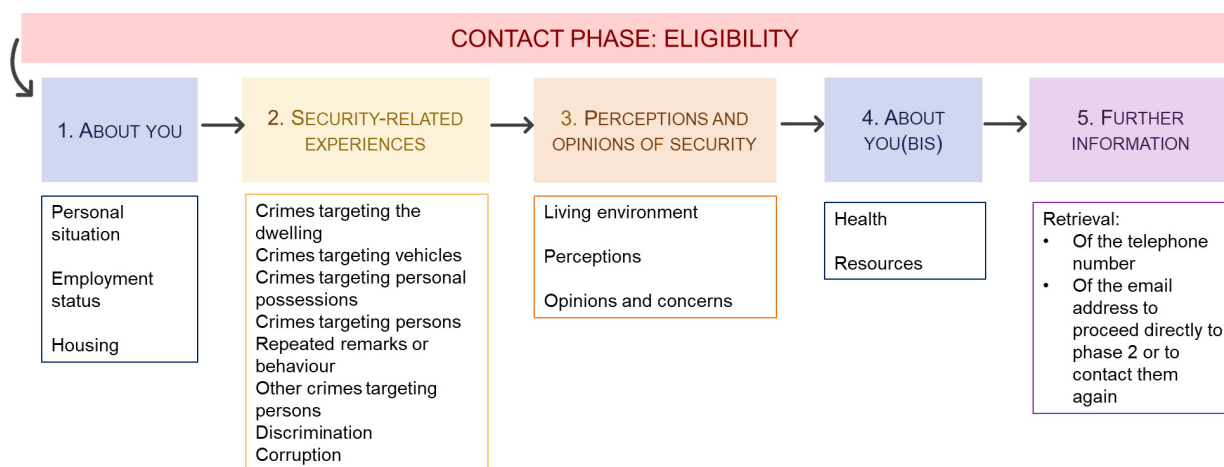 CONTACT PHASE: ELIGIBILITY
1. ABOUT YOU
2. SECURITY-RELATED
EXPERIENCES
3. PERCEPTIONS AND
OPINIONS OF SECURITY
4. ABOUT
YOU(BIS)
5. FURTHER
INFORMATION
Personal
situation
Employment
status
Housing
Crimes targeting the
dwelling
Crimes targeting vehicles
Crimes targeting personal
possessions
Crimes targeting persons
Repeated remarks or
behaviour
Other crimes targeting
persons
Discrimination
Corruption
Living environment
Perceptions
Opinions and concerns
Health
Resources
Retrieval:
• Of the telephone
number
• Of the email
address to
proceed directly to
phase 2 or to
contact them
again